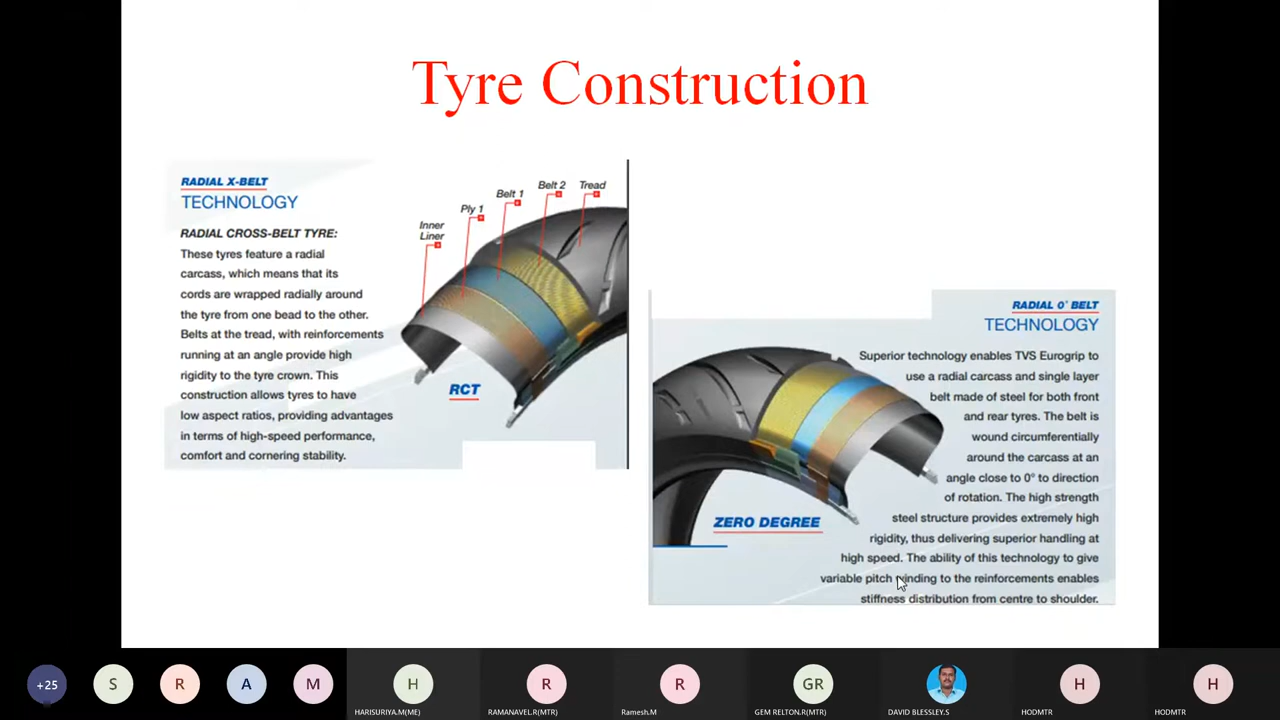 Tyre Construction
RADIAL X-BELT
TECHNOLOGY
RADIAL CROSS-BELT TYRE:
These tyres feature a radial
carcass, which means that its
cords are wrapped radially around
the tyre from one bead to the other.
Belts at the tread, with reinforcements
running at an angle provide high
rigidity to the tyre crown. This
construction allows tyres to have
low aspect ratios, providing advantages
in terms of high-speed performance,
comfort and cornering stability.
Inner
Liner
Ply 1
Belt 1
Belt 2
Tread
RCT
RADIAL 0° BELT
TECHNOLOGY
Superior technology enables TVS Eurogrip to
use a radial carcass and single layer
belt made of steel for both front
and rear tyres. The belt is
wound circumferentially
around the carcass at an
angle close to 0° to direction
of rotation. The high strength
steel structure provides extremely high
rigidity, thus delivering superior handling at
high speed. The ability of this technology to give
variable pitch winding to the reinforcements enables
stiffness distribution from centre to shoulder.
ZERO DEGREE
+25
S
R
A
M
H
R
R
GR
H
H
HARISURIYA.M(ME)
RAMANAVEL.R(MTR)
Ramesh.M
GEM RELTON.R(MTR)
DAVID BLESSLEY.S
HODMTR
HODMTR